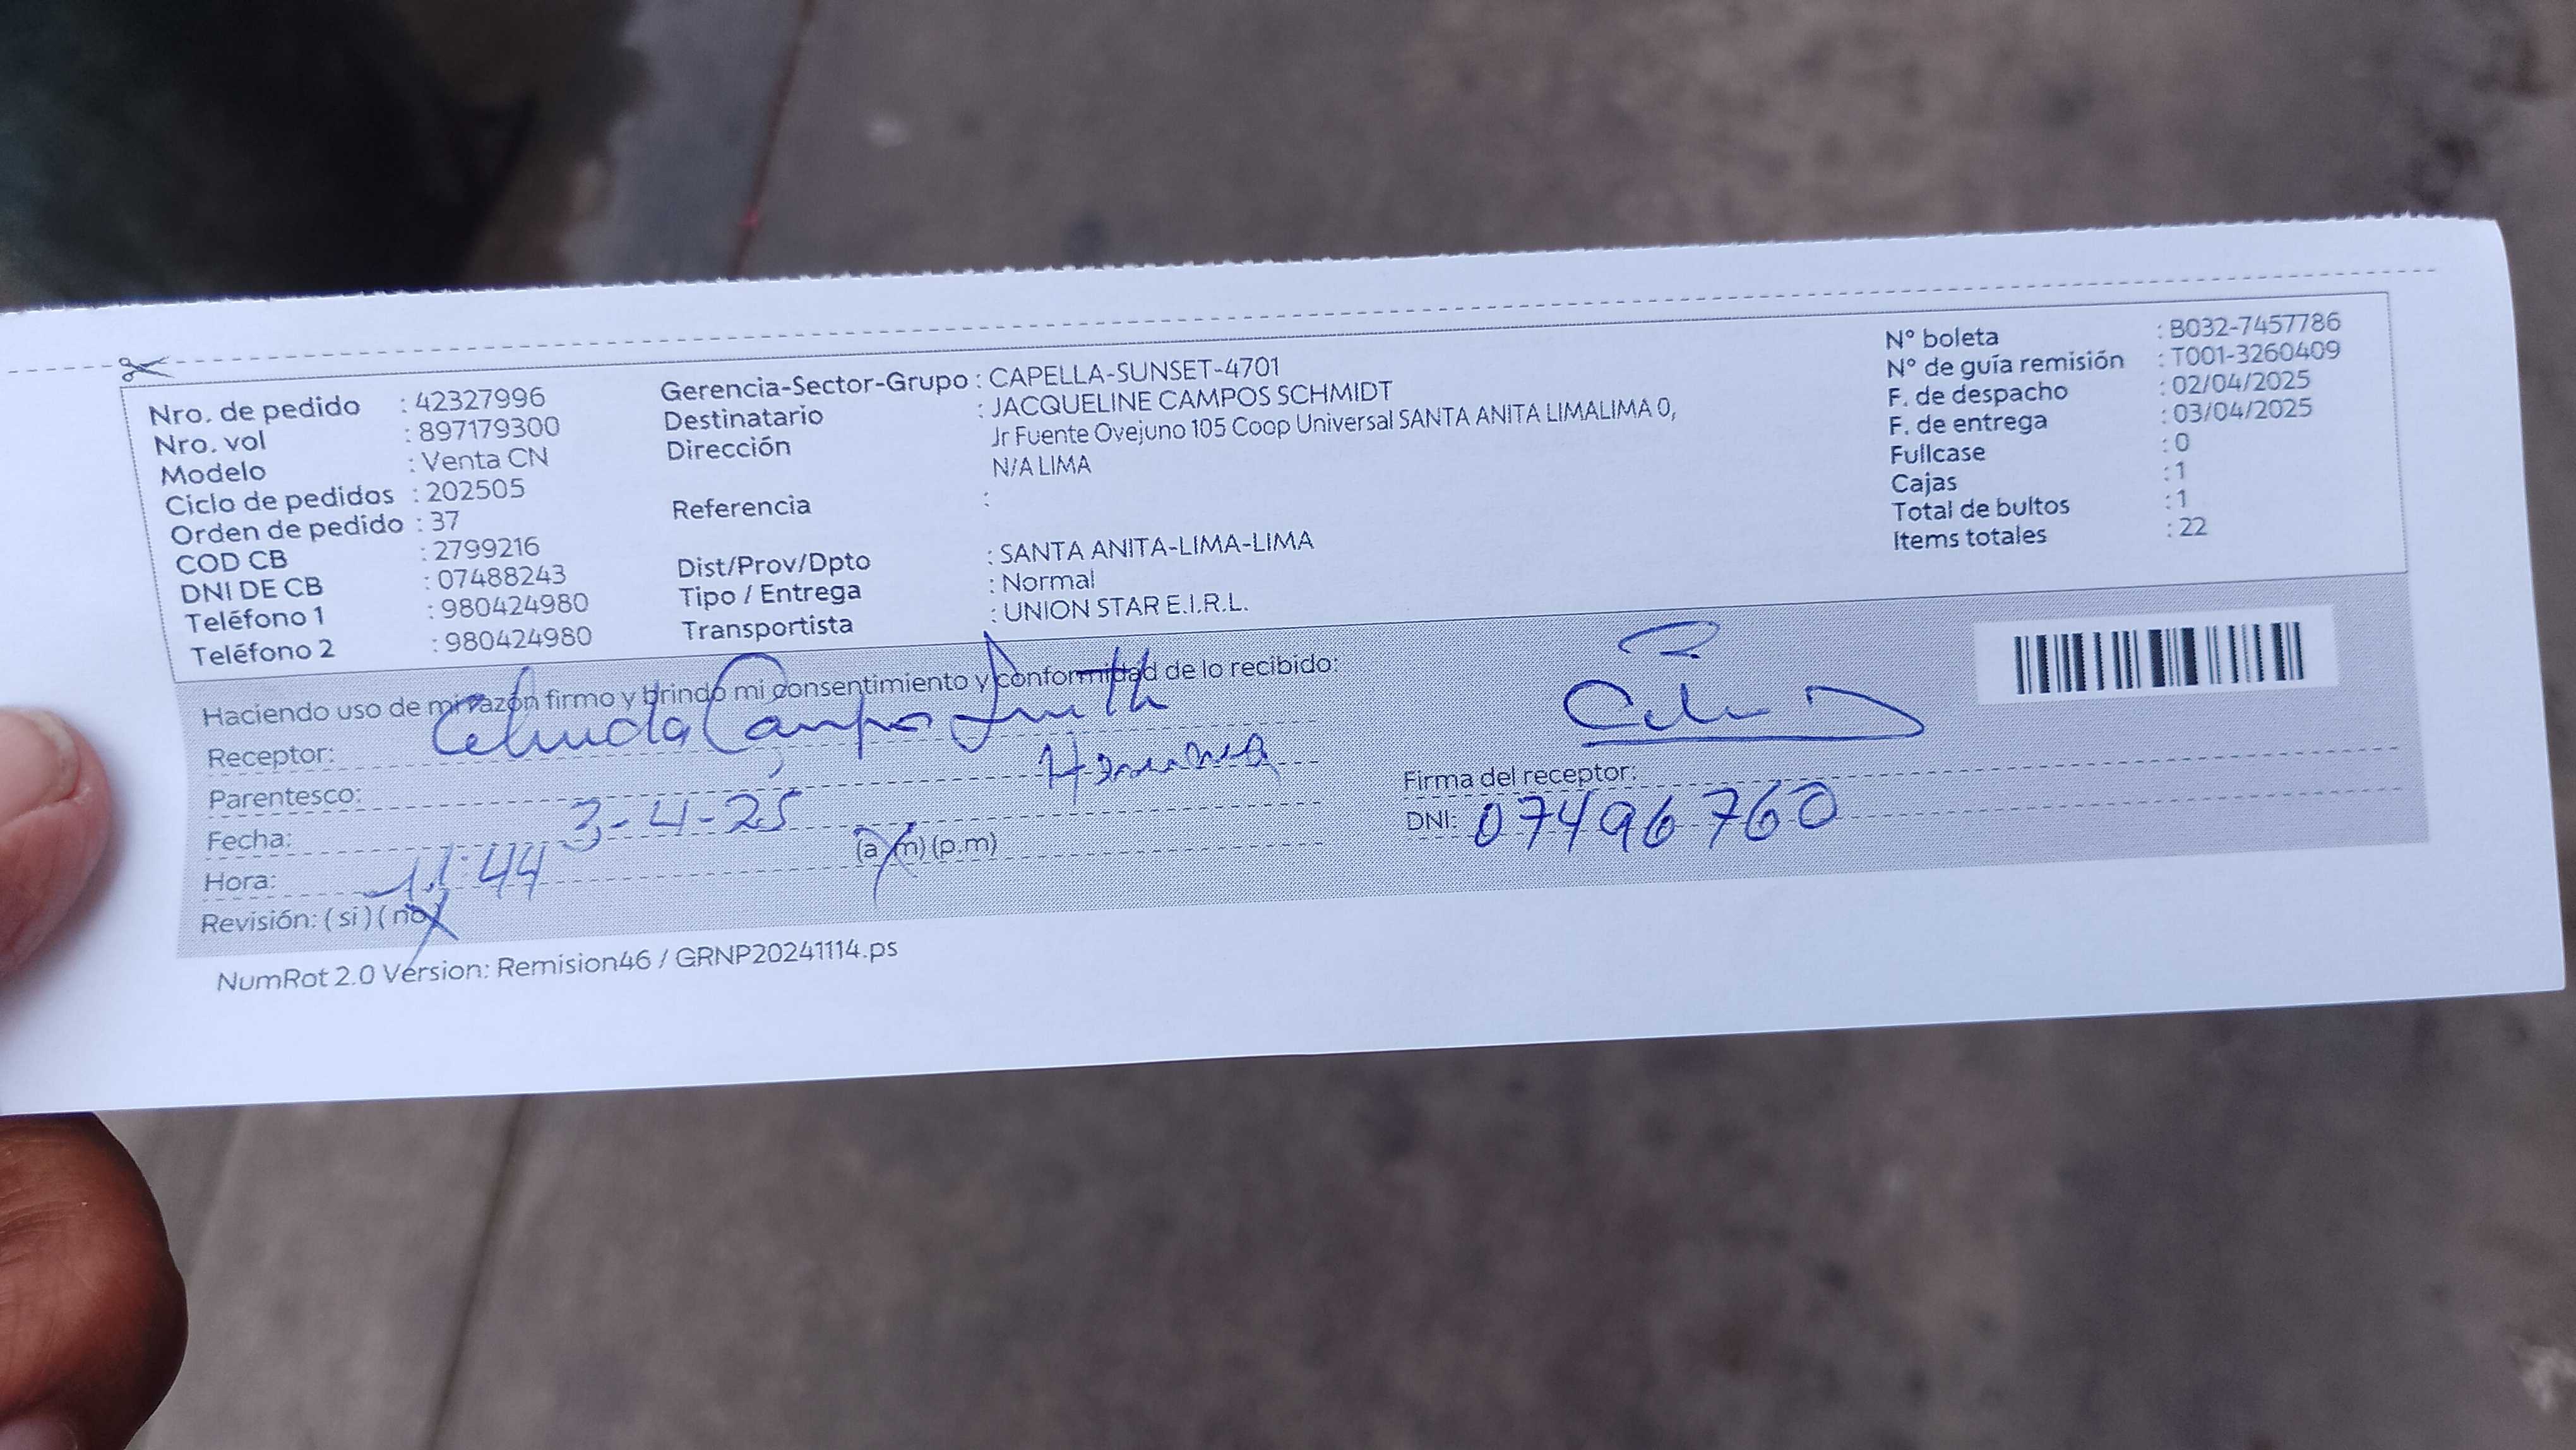 Nro. de pedido : 42327996
Nro. vol : 897179300
Modelo : Venta CN
Ciclo de pedidos : 202505
Orden de pedido : 37
COD CB : 2799216
DNI DE CB : 07488243
Teléfono 1 : 980424980
Teléfono 2 : 980424980
Gerencia-Sector-Grupo : CAPELLA-SUNSET-4701
Destinatario : JACQUELINE CAMPOS SCHMIDT
Dirección Jr Fuente Ovejuno 105 Coop Universal SANTA ANITA LIMALIMA 0,
N/A LIMA
Referencia :
Dist/Prov/Dpto : SANTA ANITA-LIMA-LIMA
Tipo / Entrega : Normal
Transportista : UNION STAR E.I.R.L.
N° boleta : B032-7457786
N° de guía remisión : T001-3260409
F. de despacho : 02/04/2025
F. de entrega : 03/04/2025
Fullcase : 0
Cajas : 1
Total de bultos : 1
Items totales : 22
Haciendo uso de mi razón firmo y brindo mi consentimiento y conformidad de lo recibido:
Receptor: Campos
Parentesco: Hermana
Fecha: 3-4-25
Hora: 11:44 (a.m) (p.m)
Revisión: (si) (no)
Firma del receptor:
DNI: 07496760
NumRot 2.0 Version: Remision46 / GRNP20241114.ps